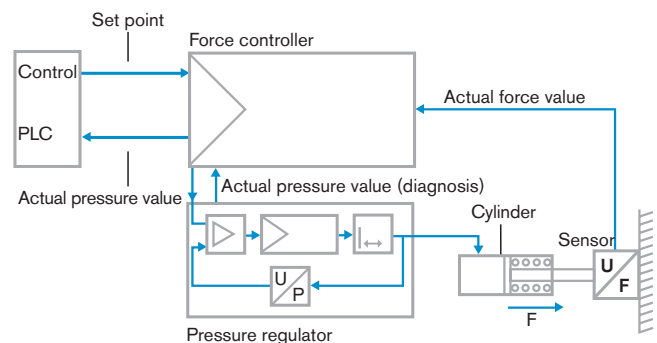 Set point
Force controller
Control
Actual force value
PLC
Actual pressure value
Actual pressure value (diagnosis)
Cylinder
Sensor
U
F
U
P
F
Pressure regulator